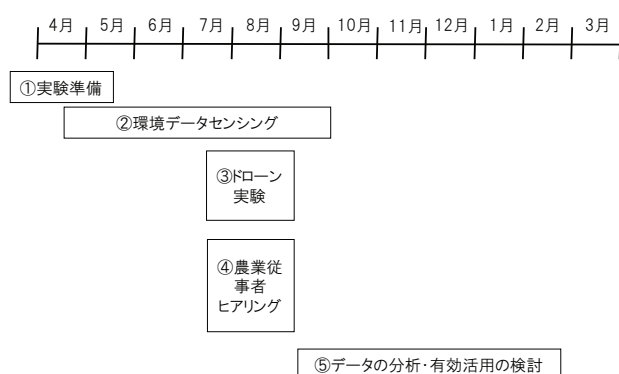 4月 5月 6月 7月 8月 9月 10月 11月 12月 1月 2月 3月
①実験準備
②環境データセンシング
③ドローン
実験
④農業従
事者
ヒアリング
⑤データの分析・有効活用の検討